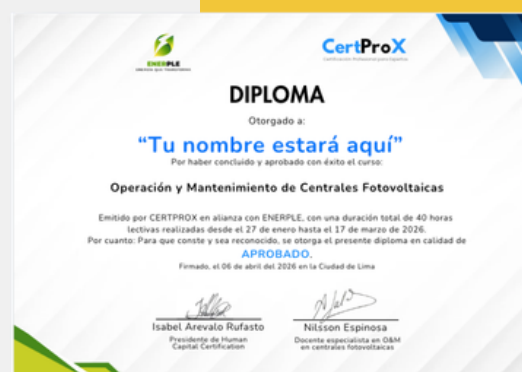 ENERPLE
CertProX
DIPLOMA
Otorgado a:
“Tu nombre estará aquí”
Por haber concluido y aprobado con éxito el curso:
Operación y Mantenimiento de Centrales Fotovoltaicas
Emitido por CERTPROX en alianza con ENERPLE, con una duración total de 40 horas
lectivas realizadas desde el 27 de enero hasta el 17 de marzo de 2026.
Por cuanto: Para que conste y sea reconocido, se otorga el presente diploma en calidad de
APROBADO.
Firmado, el 06 de abril del 2026 en la Ciudad de Lima
Isabel Arevalo Rufasto
Presidente de Human
Capital Certification
Nilsson Espinosa
Docente especialista en O&M
en centrales fotovoltaicas